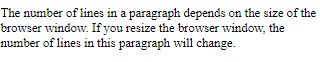 The number of lines in a paragraph depends on the size of the
browser window. If you resize the browser window, the
number of lines in this paragraph will change.